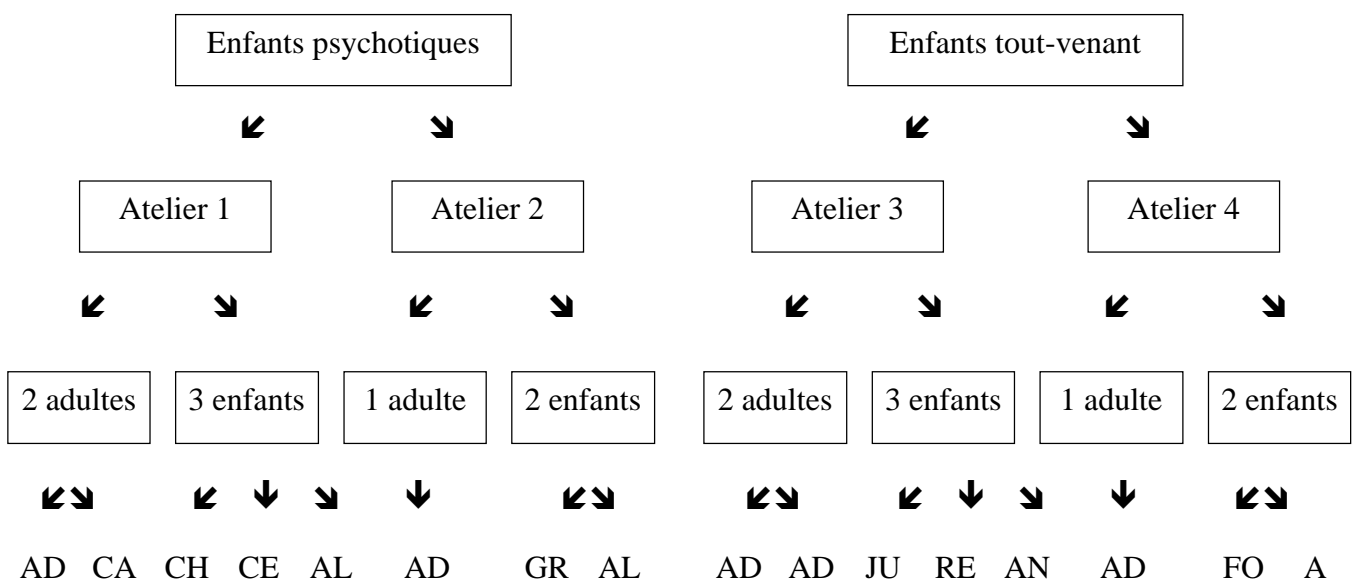 Enfants psychotiques Enfants tout-venant
Atelier 1 Atelier 2 Atelier 3 Atelier 4
2 adultes 3 enfants 1 adulte 2 enfants 2 adultes 3 enfants 1 adulte 2 enfants
AD CA CH CE AL AD GR AL AD AD JU RE AN AD FO A